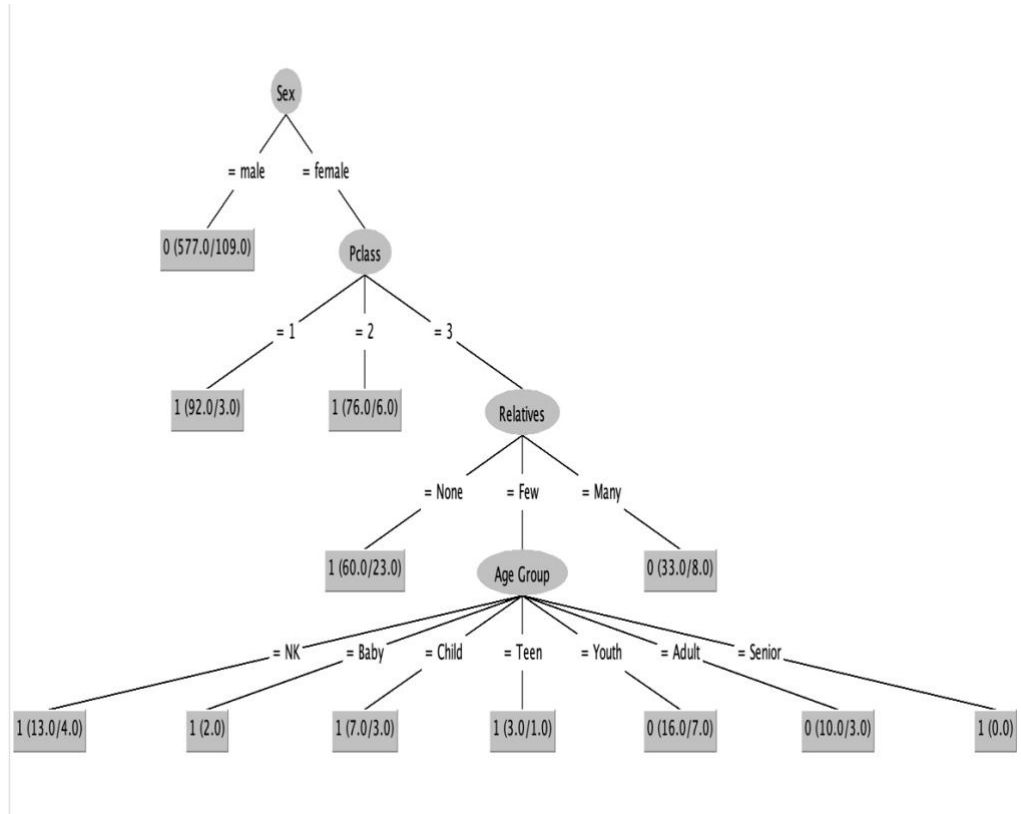 Sex
= male
= female
0 (577.0/109.0)
Pclass
= 1
= 2
= 3
1 (92.0/3.0)
1 (76.0/6.0)
Relatives
= None
= Few
= Many
1 (60.0/23.0)
Age Group
0 (33.0/8.0)
= NK
= Baby
= Child
= Teen
= Youth
= Adult
= Senior
1 (13.0/4.0)
1 (2.0)
1 (7.0/3.0)
1 (3.0/1.0)
0 (16.0/7.0)
0 (10.0/3.0)
1 (0.0)